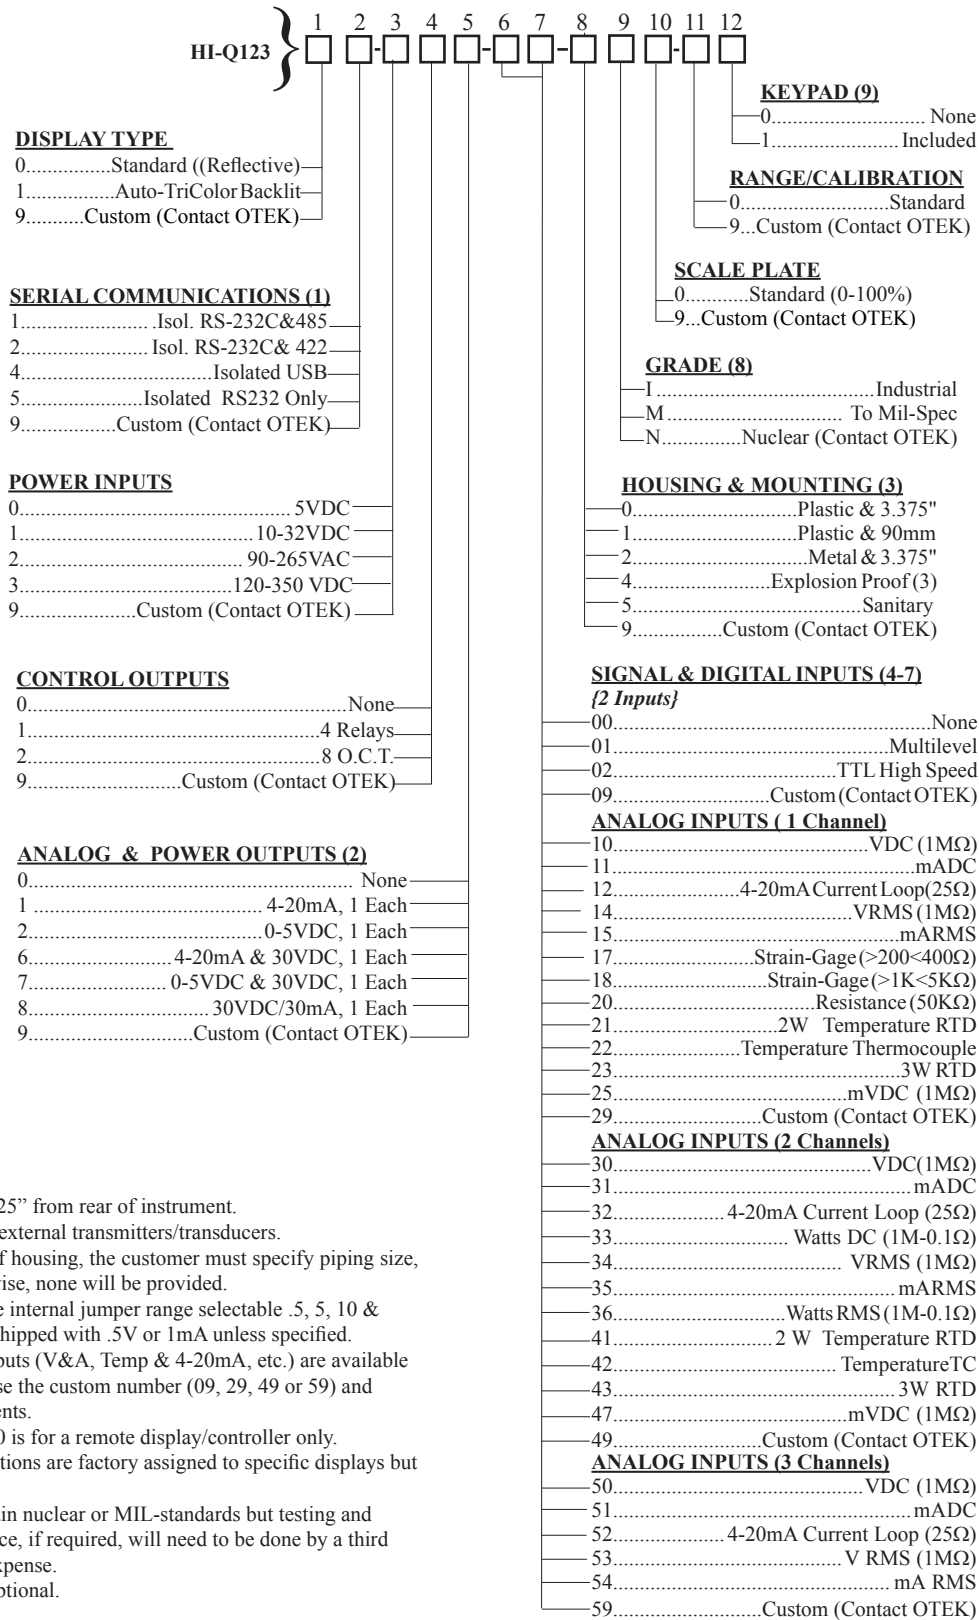 1 2 3 4 5 6 7 8 9 10 11 12
HI-Q123
DISPLAY TYPE
0................Standard ((Reflective)
1..................Auto-TriColor Backlit
9..........Custom (Contact OTEK)
SERIAL COMMUNICATIONS (1)
1.................... .Isol. RS-232C&485
2...................... Isol. RS-232C& 422
4.................................Isolated USB
5.....................Isolated RS232 Only
9.................Custom (Contact OTEK)
POWER INPUTS
0.......................................... 5VDC
1....................................10-32VDC
2...................................90-265VAC
3.................................120-350 VDC
9..................Custom (Contact OTEK)
CONTROL OUTPUTS
0.................................................None
1.............................................4 Relays
2.............................................8 O.C.T.
9........................Custom (Contact OTEK)
ANALOG & POWER OUTPUTS (2)
0.................................................. None
1 ................................... 4-20mA, 1 Each
2....................................0-5VDC, 1 Each
6......................4-20mA & 30VDC, 1 Each
7..................... 0-5VDC & 30VDC, 1 Each
8............................ 30VDC/30mA, 1 Each
9.........................Custom (Contact OTEK)
KEYPAD (9)
0............................ None
1........................ Included
RANGE/CALIBRATION
0.......................Standard
9...Custom (Contact OTEK)
SCALE PLATE
0............Standard (0-100%)
9...Custom (Contact OTEK)
GRADE (8)
I ..................................Industrial
M ........................... To Mil-Spec
N............Nuclear (Contact OTEK)
HOUSING & MOUNTING (3)
0.........................Plastic & 3.375"
1.........................Plastic & 90mm
2...........................Metal & 3.375"
4.....................Explosion Proof (3)
5...................................Sanitary
9..............Custom (Contact OTEK)
SIGNAL & DIGITAL INPUTS (4-7)
{2 Inputs}
00.................................................None
01...........................................Multilevel
02...................................TTL High Speed
09........................Custom (Contact OTEK)
ANALOG INPUTS ( 1 Channel)
10.......................................VDC (1MΩ)
11...............................................mADC
12...................4-20mA Current Loop(25Ω)
14.....................................VRMS (1MΩ)
15............................................mARMS
17......................Strain-Gage (>200<400Ω)
18........................Strain-Gage (>1K<5KΩ)
20...............................Resistance (50KΩ)
21.........................2W Temperature RTD
22....................Temperature Thermocouple
23............................................3W RTD
25....................................mVDC (1MΩ)
29.......................Custom (Contact OTEK)
ANALOG INPUTS (2 Channels)
30........................................VDC(1MΩ)
31.............................................. mADC
32................. 4-20mA Current Loop (25Ω)
33............................ Watts DC (1M-0.1Ω)
34................................... VRMS (1MΩ)
35...........................................mARMS
36...........................Watts RMS (1M-0.1Ω)
41.........................2 W Temperature RTD
42................................... TemperatureTC
43............................................3W RTD
47....................................mVDC (1MΩ)
49.......................Custom (Contact OTEK)
ANALOG INPUTS (3 Channels)
50.......................................VDC (1MΩ)
51...............................................mADC
52................. 4-20mA Current Loop (25Ω)
53....................................V RMS (1MΩ)
54........................................... mA RMS
59.......................Custom (Contact OTEK)
25” from rear of instrument.
external transmitters/transducers.
f housing, the customer must specify piping size,
ise, none will be provided.
e internal jumper range selectable .5, 5, 10 &
hipped with .5V or 1mA unless specified.
puts (V&A, Temp & 4-20mA, etc.) are available
se the custom number (09, 29, 49 or 59) and
ents.
0 is for a remote display/controller only.
tions are factory assigned to specific displays but
in nuclear or MIL-standards but testing and
ce, if required, will need to be done by a third
xpense.
ptional.